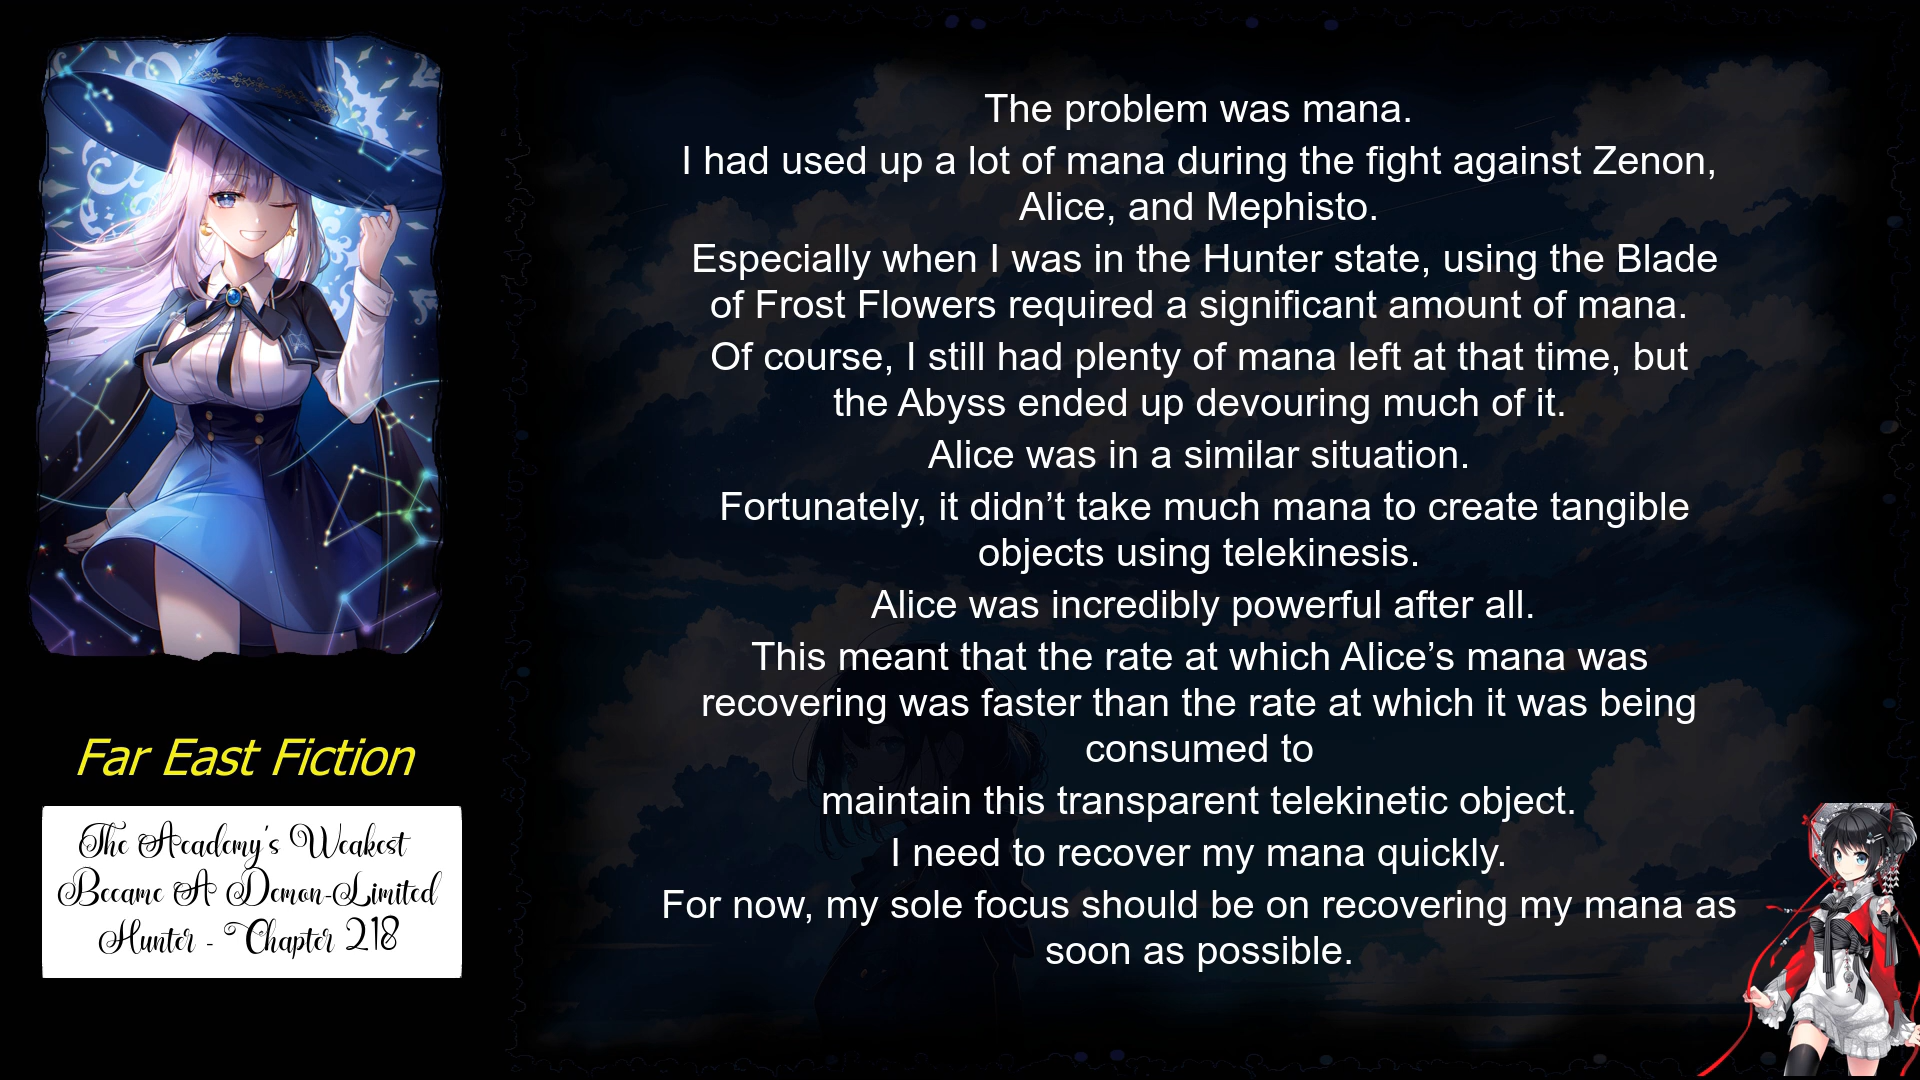 The problem was mana.
I had used up a lot of mana during the fight against Zenon,
Alice, and Mephisto.
Especially when I was in the Hunter state, using the Blade
of Frost Flowers required a significant amount of mana.
Of course, I still had plenty of mana left at that time, but
the Abyss ended up devouring much of it.
Alice was in a similar situation.
Fortunately, it didn’t take much mana to create tangible
objects using telekinesis.
Alice was incredibly powerful after all.
This meant that the rate at which Alice’s mana was
recovering was faster than the rate at which it was being
consumed to
maintain this transparent telekinetic object.
I need to recover my mana quickly.
For now, my sole focus should be on recovering my mana as
soon as possible.
Far East Fiction
The Academy's Weakest
Became A Demon-Limited
Hunter - Chapter 218